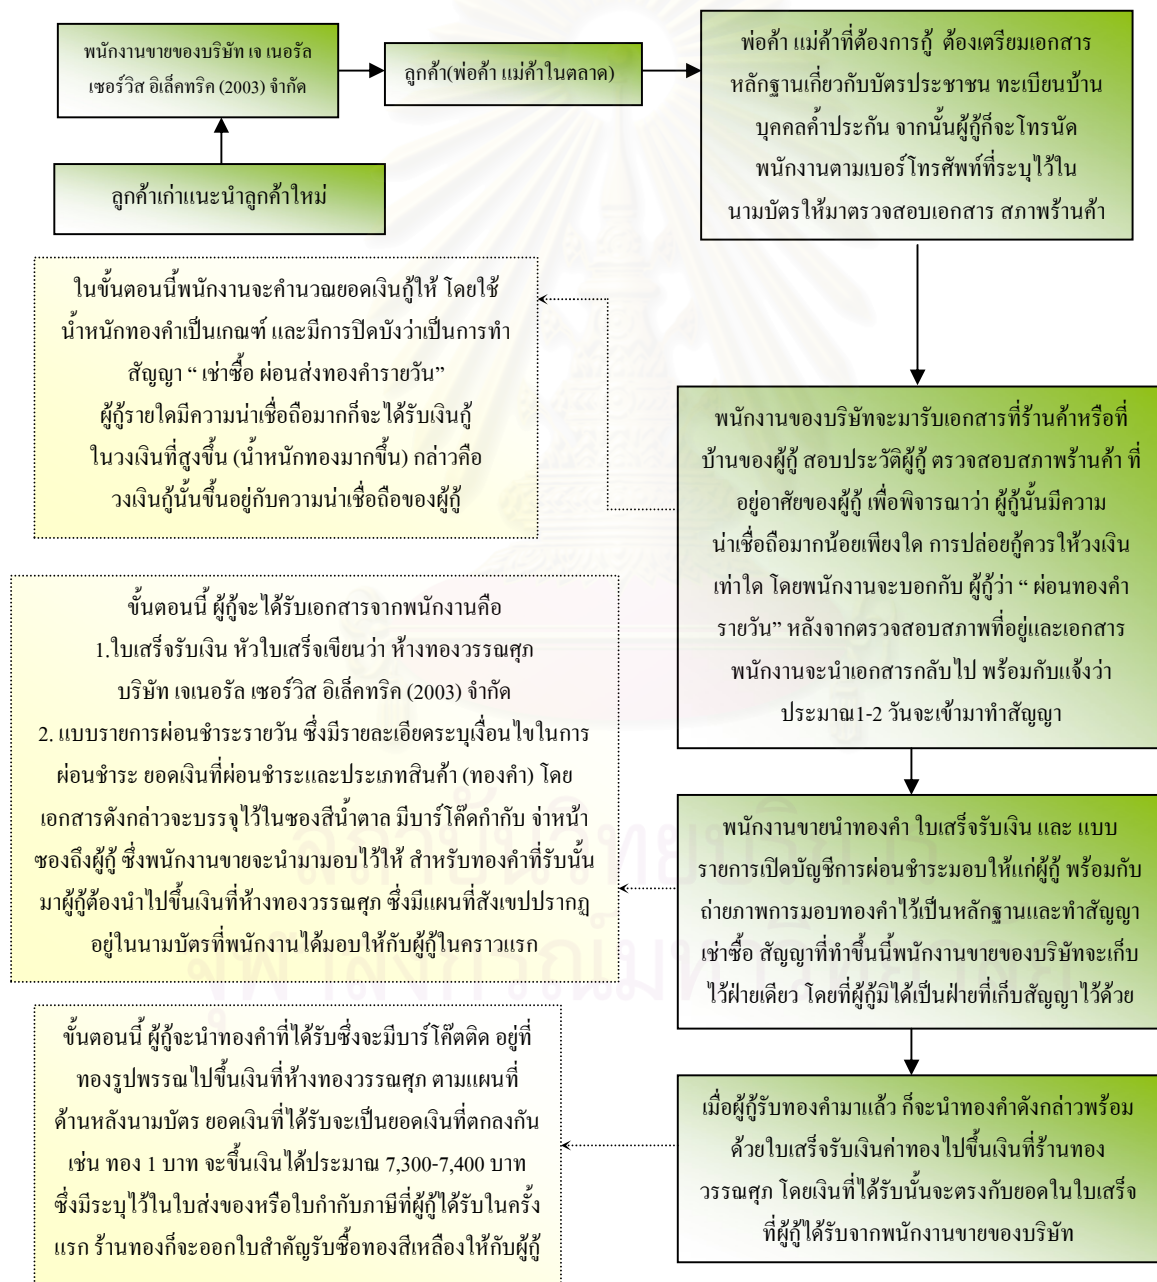 พนักงานขายของบริษัท เจ เนอรัล
เซอร์วิส อิเล็คทริค (2003) จำกัด
ลูกค้า(พ่อค้า แม่ค้าในตลาด)
พ่อค้า แม่ค้าที่ต้องการกู้ ต้องเตรียมเอกสาร
หลักฐานเกี่ยวกับบัตรประชาชน ทะเบียนบ้าน
บุคคลค้ำประกัน จากนั้นผู้กู้ก็จะโทรนัด
พนักงานตามเบอร์โทรศัพท์ที่ระบุไว้ใน
นามบัตรให้มาตรวจสอบเอกสาร สภาพร้านค้า
ลูกค้าเก่าแนะนำลูกค้าใหม่
ในขั้นตอนนี้พนักงานจะคำนวณยอดเงินกู้ให้ โดยใช้
น้ำหนักทองคำเป็นเกณฑ์ และมีการปิดบังว่าเป็นการทำ
สัญญา “ เช่าซื้อ ผ่อนส่งทองคำรายวัน”
ผู้กู้รายใดมีความน่าเชื่อถือมากก็จะได้รับเงินกู้
ในวงเงินที่สูงขึ้น (น้ำหนักทองมากขึ้น) กล่าวคือ
วงเงินกู้นั้นขึ้นอยู่กับความน่าเชื่อถือของผู้กู้
พนักงานของบริษัทจะมารับเอกสารที่ร้านค้าหรือที่
บ้านของผู้กู้ สอบประวัติผู้กู้ ตรวจสอบสภาพร้านค้า ที่
อยู่อาศัยของผู้กู้ เพื่อพิจารณาว่า ผู้กู้นั้นมีความ
น่าเชื่อถือมากน้อยเพียงใด การปล่อยกู้ควรให้วงเงิน
เท่าใด โดยพนักงานจะบอกกับ ผู้กู้ว่า “ ผ่อนทองคำ
รายวัน” หลังจากตรวจสอบสภาพที่อยู่และเอกสาร
พนักงานจะนำเอกสารกลับไป พร้อมกับแจ้งว่า
ประมาณ1-2 วันจะเข้ามาทำสัญญา
ขั้นตอนนี้ ผู้กู้จะได้รับเอกสารจากพนักงานคือ
1.ใบเสร็จรับเงิน หัวใบเสร็จเขียนว่า ห้างทองวรรณศุภ
บริษัท เจเนอรัล เซอร์วิส อิเล็คทริค (2003) จำกัด
2. แบบรายการผ่อนชำระรายวัน ซึ่งมีรายละเอียดระบุเงื่อนไขในการ
ผ่อนชำระ ยอดเงินที่ผ่อนชำระและประเภทสินค้า (ทองคำ) โดย
เอกสารดังกล่าวจะบรรจุไว้ในซองสีน้ำตาล มีบาร์โค๊ดกำกับ จ่าหน้า
ซองถึงผู้กู้ ซึ่งพนักงานขายจะนำมามอบไว้ให้ สำหรับทองคำที่รับนั้น
มาผู้กู้ต้องนำไปขึ้นเงินที่ห้างทองวรรณศุภ ซึ่งมีแผนที่สังเขปปรากฏ
อยู่ในนามบัตรที่พนักงานได้มอบให้กับผู้กู้ในคราวแรก
พนักงานขายนำทองคำ ใบเสร็จรับเงิน และ แบบ
รายการเปิดบัญชีการผ่อนชำระมอบให้แก่ผู้กู้ พร้อมกับ
ถ่ายภาพการมอบทองคำไว้เป็นหลักฐานและทำสัญญา
เช่าซื้อ สัญญาที่ทำขึ้นนี้พนักงานขายของบริษัทจะเก็บ
ไว้ฝ่ายเดียว โดยที่ผู้กู้มิได้เป็นฝ่ายที่เก็บสัญญาไว้ด้วย
สถาบันวิทยบริการ
จุฬาลงกรณ์มหาวิทยาลัย
ขั้นตอนนี้ ผู้กู้จะนำทองคำที่ได้รับซึ่งจะมีบาร์โค๊ตติด อยู่ที่
ทองรูปพรรณไปขึ้นเงินที่ห้างทองวรรณศุภ ตามแผนที่
ด้านหลังนามบัตร ยอดเงินที่ได้รับจะเป็นยอดเงินที่ตกลงกัน
เช่น ทอง 1 บาท จะขึ้นเงินได้ประมาณ 7,300-7,400 บาท
ซึ่งมีระบุไว้ในใบส่งของหรือใบกำกับภาษีที่ผู้กู้ได้รับในครั้ง
แรก ร้านทองก็จะออกใบสำคัญรับซื้อทองสีเหลืองให้กับผู้กู้
เมื่อผู้กู้รับทองคำมาแล้ว ก็จะนำทองคำดังกล่าวพร้อม
ด้วยใบเสร็จรับเงินค่าทองไปขึ้นเงินที่ร้านทอง
วรรณศุภ โดยเงินที่ได้รับนั้นจะตรงกับยอดในใบเสร็จ
ที่ผู้กู้ได้รับจากพนักงานขายของบริษัท